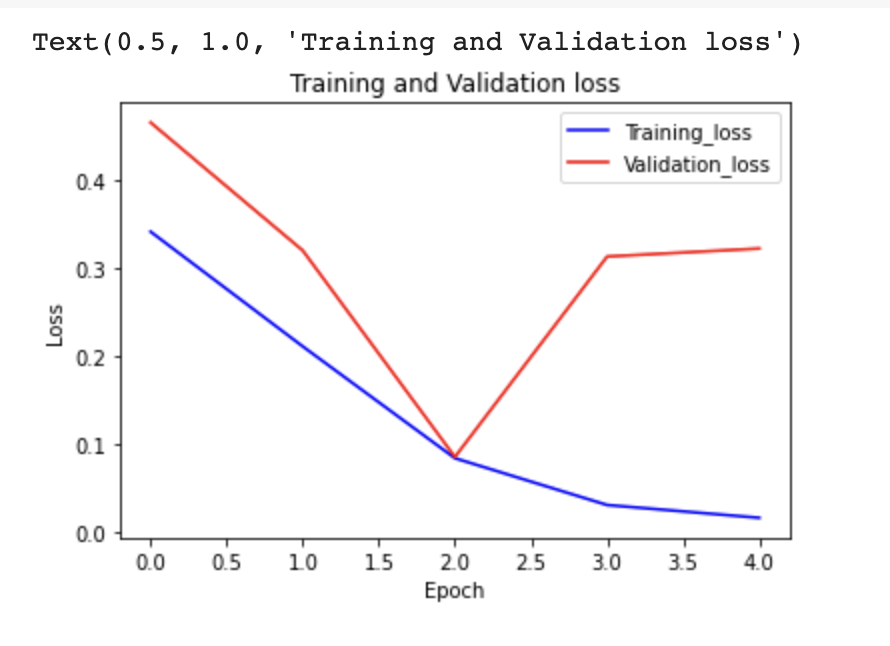 Text(0.5, 1.0, 'Training and Validation loss')
Training and Validation loss
Training_loss
Validation_loss
0.4
0.3
0.2
0.1
0.0
Loss
0.0 0.5 1.0 1.5 2.0 2.5 3.0 3.5 4.0
Epoch